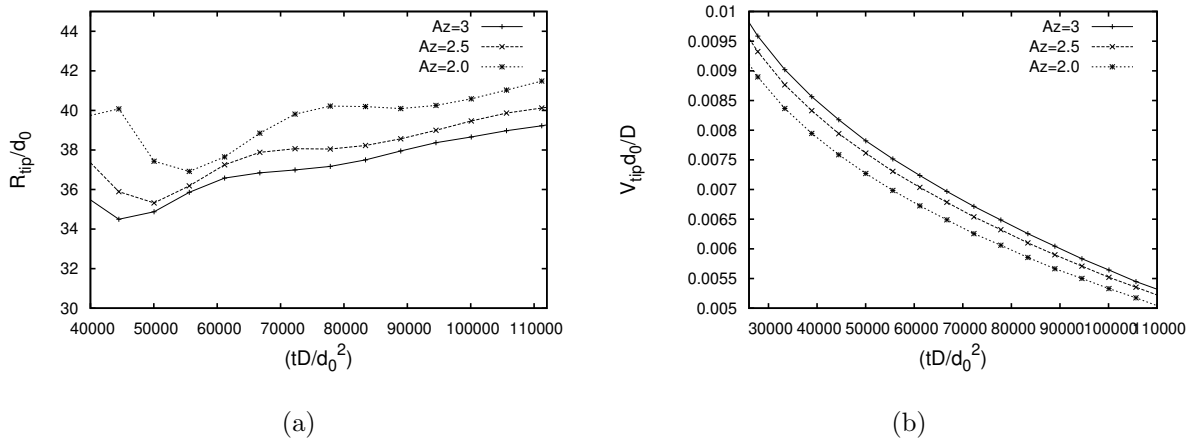 44
42
40
38
36
34
32
30
R_tip/d_0
40000 50000 60000 70000 80000 90000 100000 110000
(tD/d_0^2)
Az=3
Az=2.5
Az=2.0
(a)
0.01
0.0095
0.009
0.0085
0.008
0.0075
0.007
0.0065
0.006
0.0055
0.005
V_tip d_0/D
30000 40000 50000 60000 70000 80000 90000 100000 110000
(tD/d_0^2)
Az=3
Az=2.5
Az=2.0
(b)